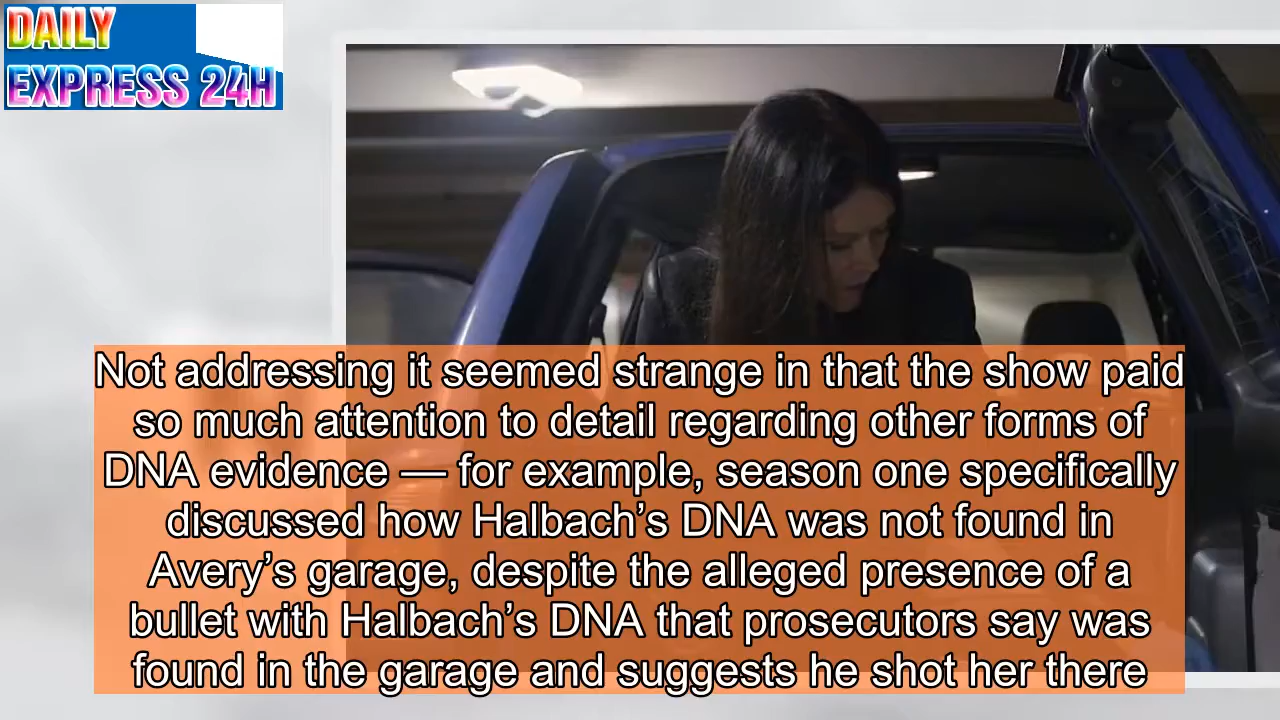 DAILY
EXPRESS 24H
Not addressing it seemed strange in that the show paid
so much attention to detail regarding other forms of
DNA evidence — for example, season one specifically
discussed how Halbach’s DNA was not found in
Avery’s garage, despite the alleged presence of a
bullet with Halbach’s DNA that prosecutors say was
found in the garage and suggests he shot her there